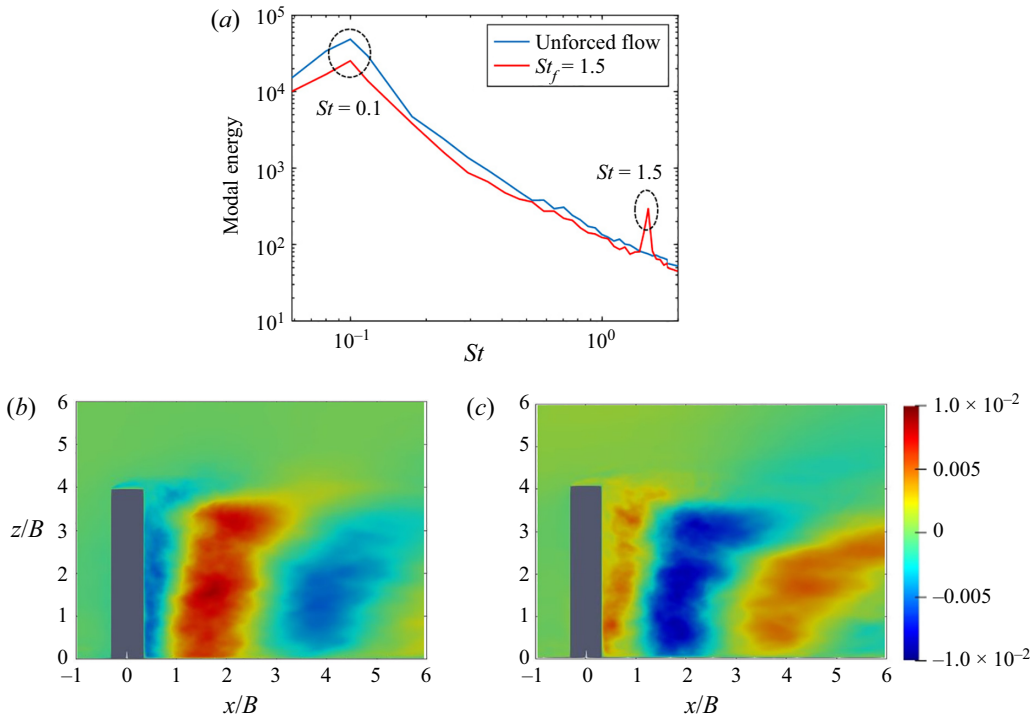 (a)
10^5
10^4
10^3
10^2
10^1
Modal energy
Unforced flow
St_f = 1.5
St = 0.1
St = 1.5
10^–1
10^0
St
(b)
6
5
4
3
2
1
0
z/B
–1 0 1 2 3 4 5 6
x/B
(c)
6
5
4
3
2
1
0
–1 0 1 2 3 4 5 6
x/B
1.0 × 10^–2
0.005
0
–0.005
–1.0 × 10^–2